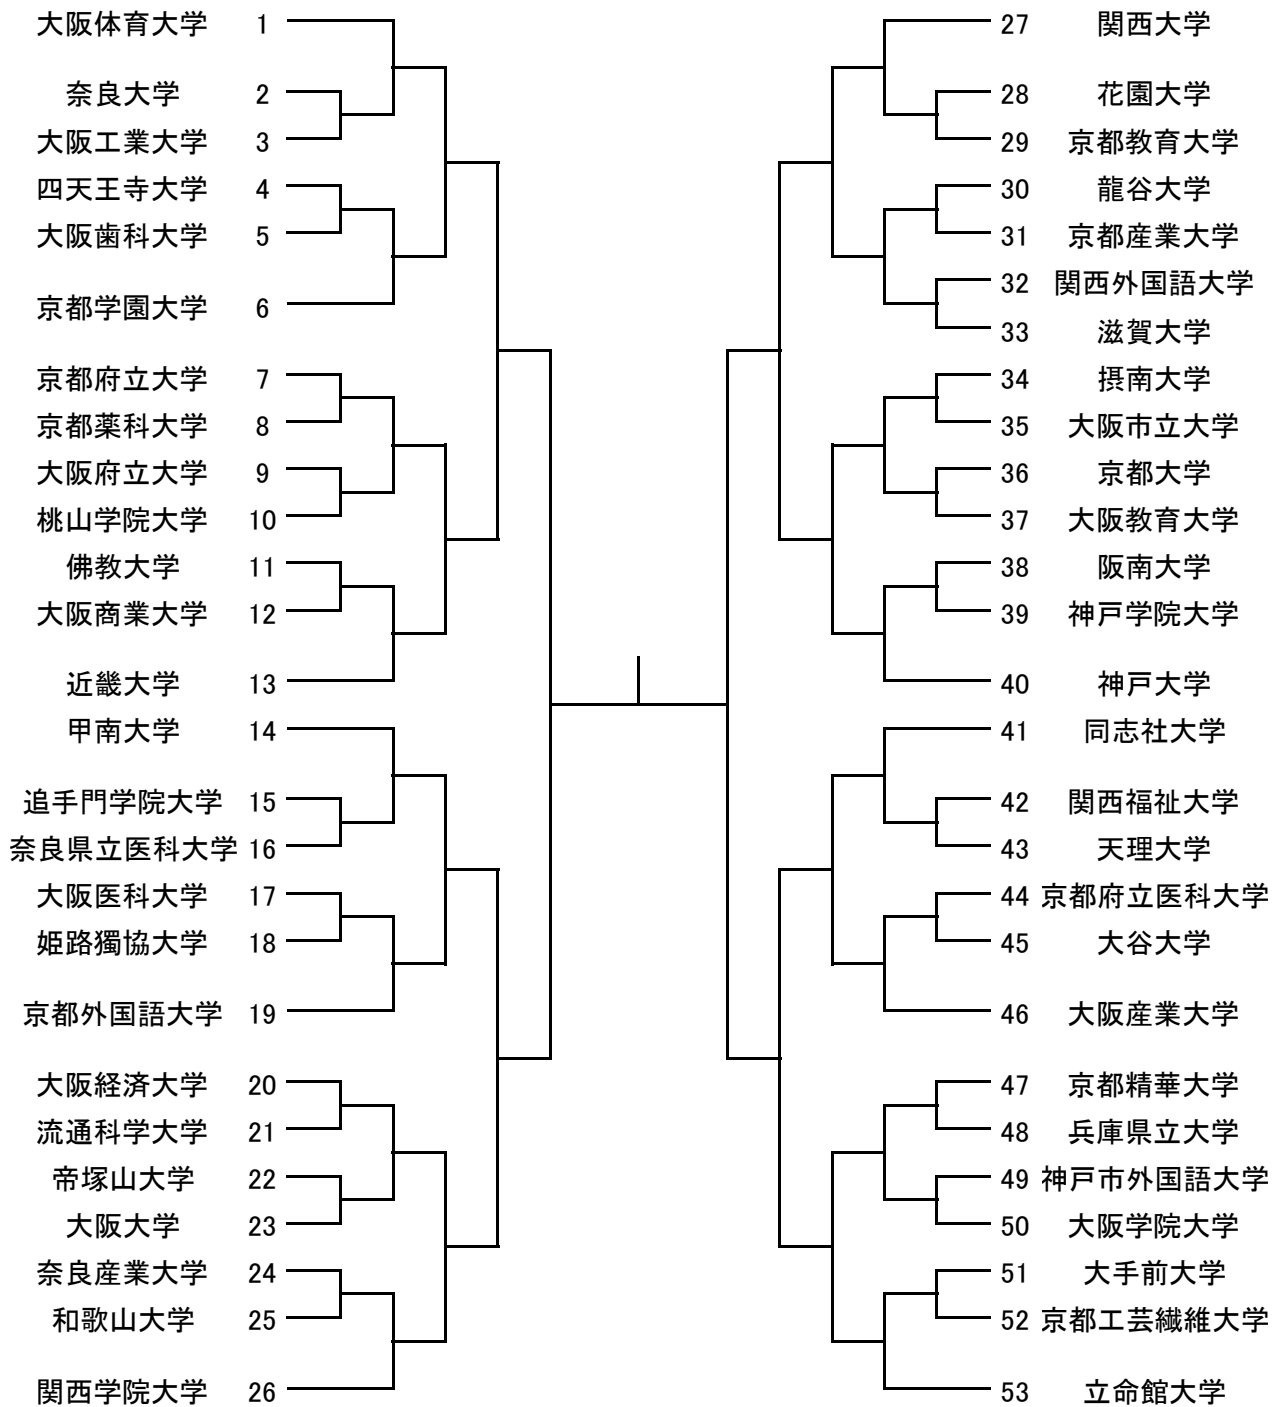 大阪体育大学 1
奈良大学 2
大阪工業大学 3
四天王寺大学 4
大阪歯科大学 5
京都学園大学 6
京都府立大学 7
京都薬科大学 8
大阪府立大学 9
桃山学院大学 10
佛教大学 11
大阪商業大学 12
近畿大学 13
甲南大学 14
追手門学院大学 15
奈良県立医科大学 16
大阪医科大学 17
姫路獨協大学 18
京都外国語大学 19
大阪経済大学 20
流通科学大学 21
帝塚山大学 22
大阪大学 23
奈良産業大学 24
和歌山大学 25
関西学院大学 26
27 関西大学
28 花園大学
29 京都教育大学
30 龍谷大学
31 京都産業大学
32 関西外国語大学
33 滋賀大学
34 摂南大学
35 大阪市立大学
36 京都大学
37 大阪教育大学
38 阪南大学
39 神戸学院大学
40 神戸大学
41 同志社大学
42 関西福祉大学
43 天理大学
44 京都府立医科大学
45 大谷大学
46 大阪産業大学
47 京都精華大学
48 兵庫県立大学
49 神戸市外国語大学
50 大阪学院大学
51 大手前大学
52 京都工芸繊維大学
53 立命館大学